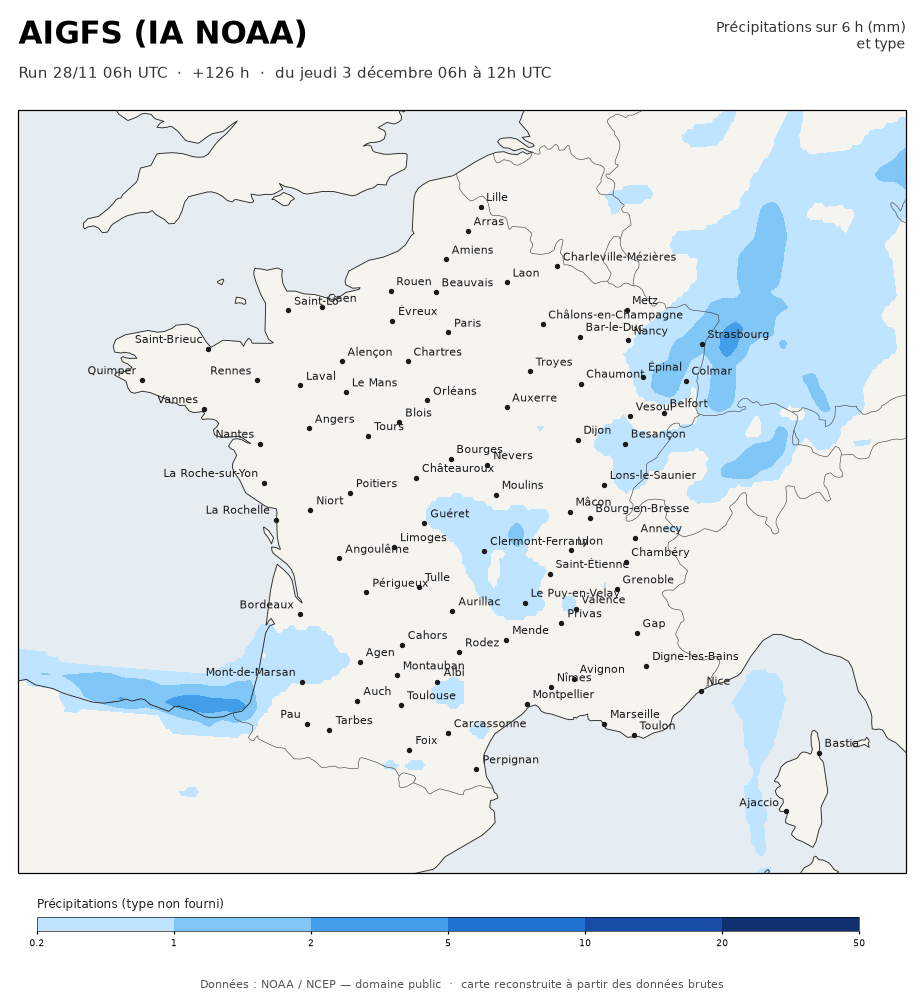 AIGFS (IA NOAA)
Précipitations sur 6 h (mm)
et type
Run 28/11 06h UTC · +126 h · du jeudi 3 décembre 06h à 12h UTC
Lille
Arras
Amiens
Charleville-Mézières
Laon
Rouen
Beauvais
Saint-Lô
Caen
Metz
Évreux
Châlons-en-Champagne
Paris
Bar-le-Duc
Nancy
Strasbourg
Saint-Brieuc
Alençon
Chartres
Troyes
Quimper
Rennes
Laval
Le Mans
Chaumont
Épinal
Colmar
Vannes
Orléans
Auxerre
Vesoul
Belfort
Angers
Tours
Blois
Nantes
Dijon
Besançon
Bourges
Nevers
La Roche-sur-Yon
Châteauroux
Lons-le-Saunier
Poitiers
Moulins
Niort
La Rochelle
Guéret
Mâcon
Bourg-en-Bresse
Annecy
Limoges
Clermont-Ferrand
Lyon
Angoulême
Chambéry
Saint-Étienne
Périgueux
Tulle
Grenoble
Le Puy-en-Velay
Valence
Bordeaux
Aurillac
Privas
Cahors
Rodez
Mende
Gap
Agen
Digne-les-Bains
Mont-de-Marsan
Montauban
Albi
Nîmes
Avignon
Nice
Auch
Toulouse
Montpellier
Pau
Tarbes
Carcassonne
Marseille
Toulon
Foix
Bastia
Perpignan
Ajaccio
Précipitations (type non fourni)
0.2 1 2 5 10 20 50
Données : NOAA / NCEP — domaine public · carte reconstruite à partir des données brutes